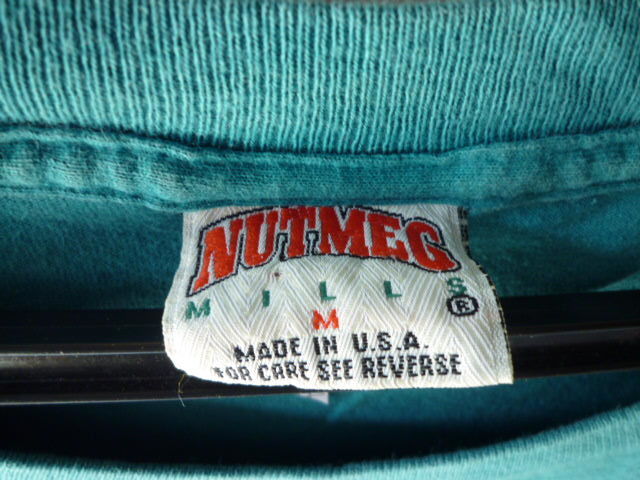 NUTMEG
MILLS®
M
MADE IN U.S.A.
FOR CARE SEE REVERSE